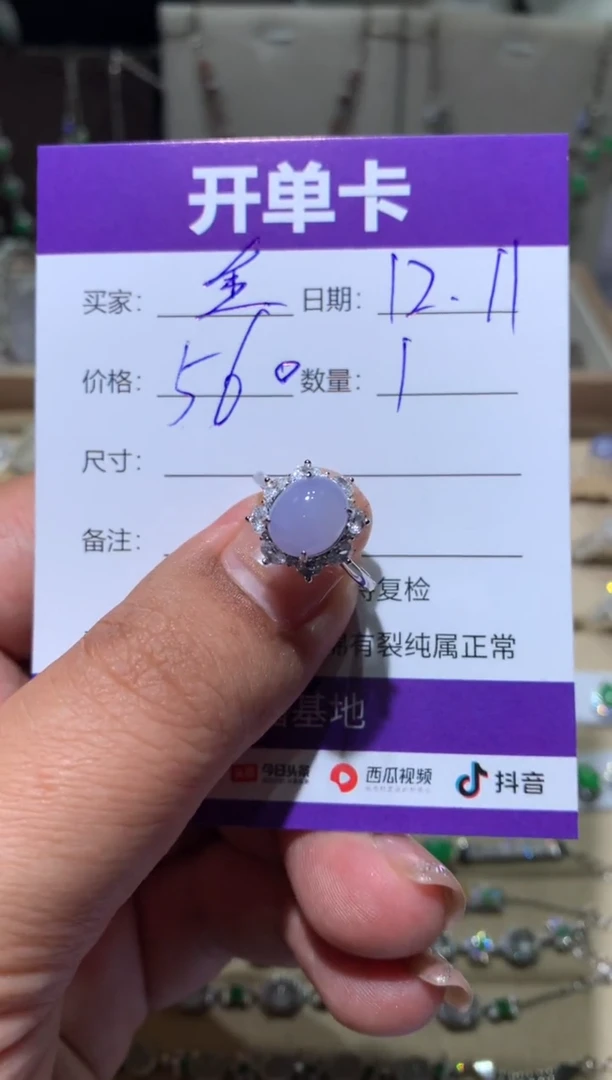 开单卡
买家: 金 日期: 12.11
价格: 560 数量: 1
尺寸:
备注:
复检
有裂纯属正常
基地
今日头条 西瓜视频 抖音